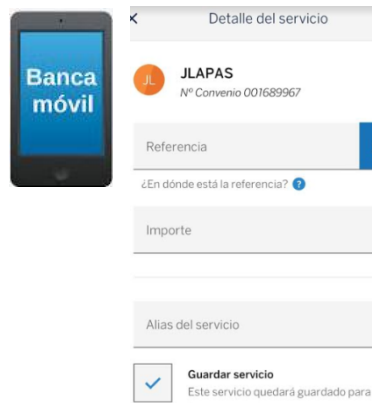 Banca
móvil
Detalle del servicio
JL
JLAPAS
Nº Convenio 001689967
Referencia
¿En dónde está la referencia? ?
Importe
Alias del servicio
Guardar servicio
Este servicio quedará guardado para